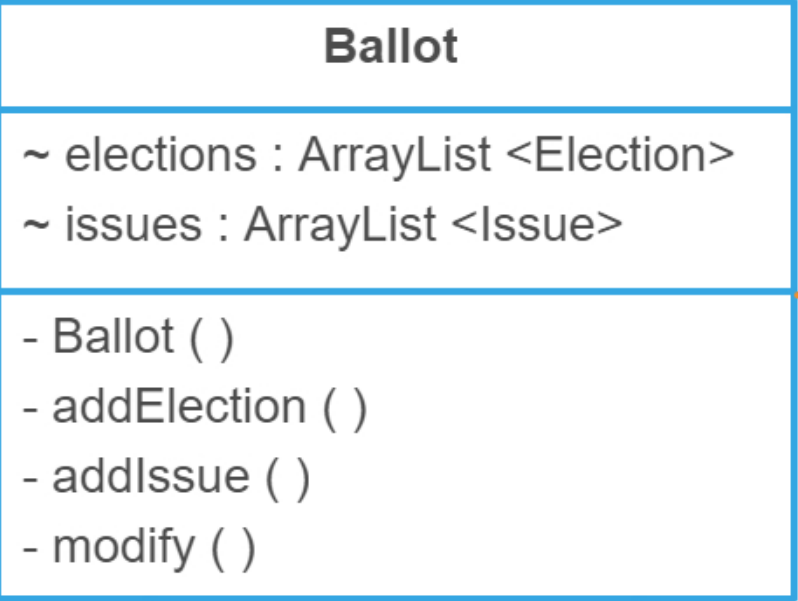 Ballot
~ elections : ArrayList <Election>
~ issues : ArrayList <Issue>
- Ballot ( )
- addElection ( )
- addIssue ( )
- modify ( )